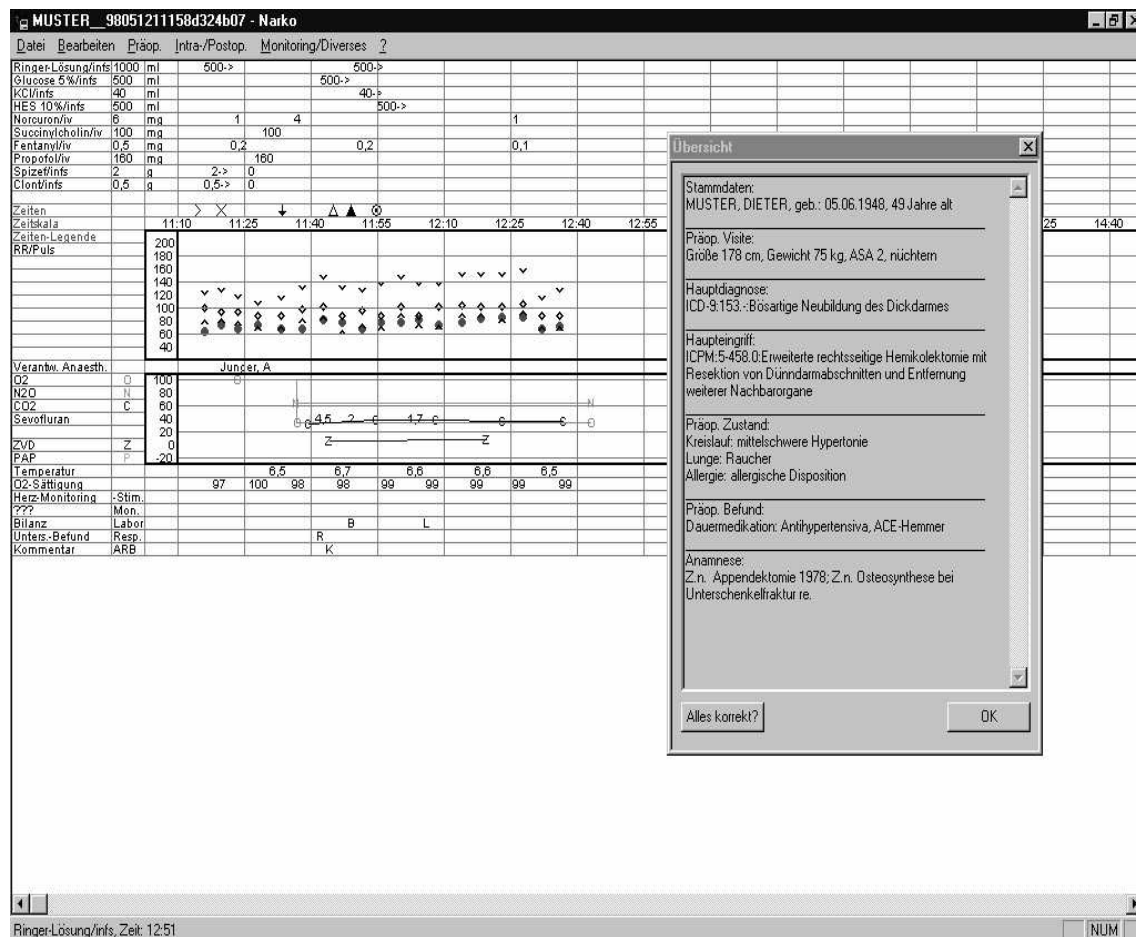 MUSTER__98051211158d324b07 - Narko
Datei Bearbeiten Präop. Intra-/Postop. Monitoring/Diverses ?
Ringer-Lösung/infs 1000 ml 500-> 500->
Glucose 5%/infs 500 ml 500->
KCl/infs 40 ml 40->
HES 10%/infs 500 ml 500->
Norcuron/iv 6 mg 1 4 1
Succinylcholin/iv 100 mg 100
Fentanyl/iv 0,5 mg 0,2 0,2 0,1
Propofol/iv 160 mg 160
Spizef/infs 2 g 2-> 0
Clont/infs 0,5 g 0,5-> 0
Zeiten
Zeitskala 11:10 11:25 11:40 11:55 12:10 12:25 12:40 12:55 25 14:40
Zeiten-Legende
RR/Puls 200
180
160
140
120
100
80
60
40
Verantw. Anaesth. Junger, A
O2 O 100 O
N2O N 80
CO2 C 60 N N
Sevofluran 40 O C 4,5 2 C 1,7 C C C O
20
ZVD Z 0 Z Z
PAP P -20
Temperatur 6,5 6,7 6,6 6,6 6,5
O2-Sättigung 97 100 98 98 99 99 99 99 99
Herz-Monitoring -Stim.
??? Mon.
Bilanz Labor B L
Unters.-Befund Resp. R
Kommentar ARB K
Übersicht
Stammdaten:
MUSTER, DIETER, geb.: 05.06.1948, 49 Jahre alt
Präop. Visite:
Größe 178 cm, Gewicht 75 kg, ASA 2, nüchtern
Hauptdiagnose:
ICD-9:153.-:Bösartige Neubildung des Dickdarmes
Haupteingriff:
ICPM:5-458.0:Erweiterte rechtsseitige Hemikolektomie mit
Resektion von Dünndarmabschnitten und Entfernung
weiterer Nachbarorgane
Präop. Zustand:
Kreislauf: mittelschwere Hypertonie
Lunge: Raucher
Allergie: allergische Disposition
Präop. Befund:
Dauermedikation: Antihypertensiva, ACE-Hemmer
Anamnese:
Z.n. Appendektomie 1978; Z.n. Osteosynthese bei
Unterschenkelfraktur re.
Alles korrekt? OK
Ringer-Lösung/infs, Zeit: 12:51 NUM